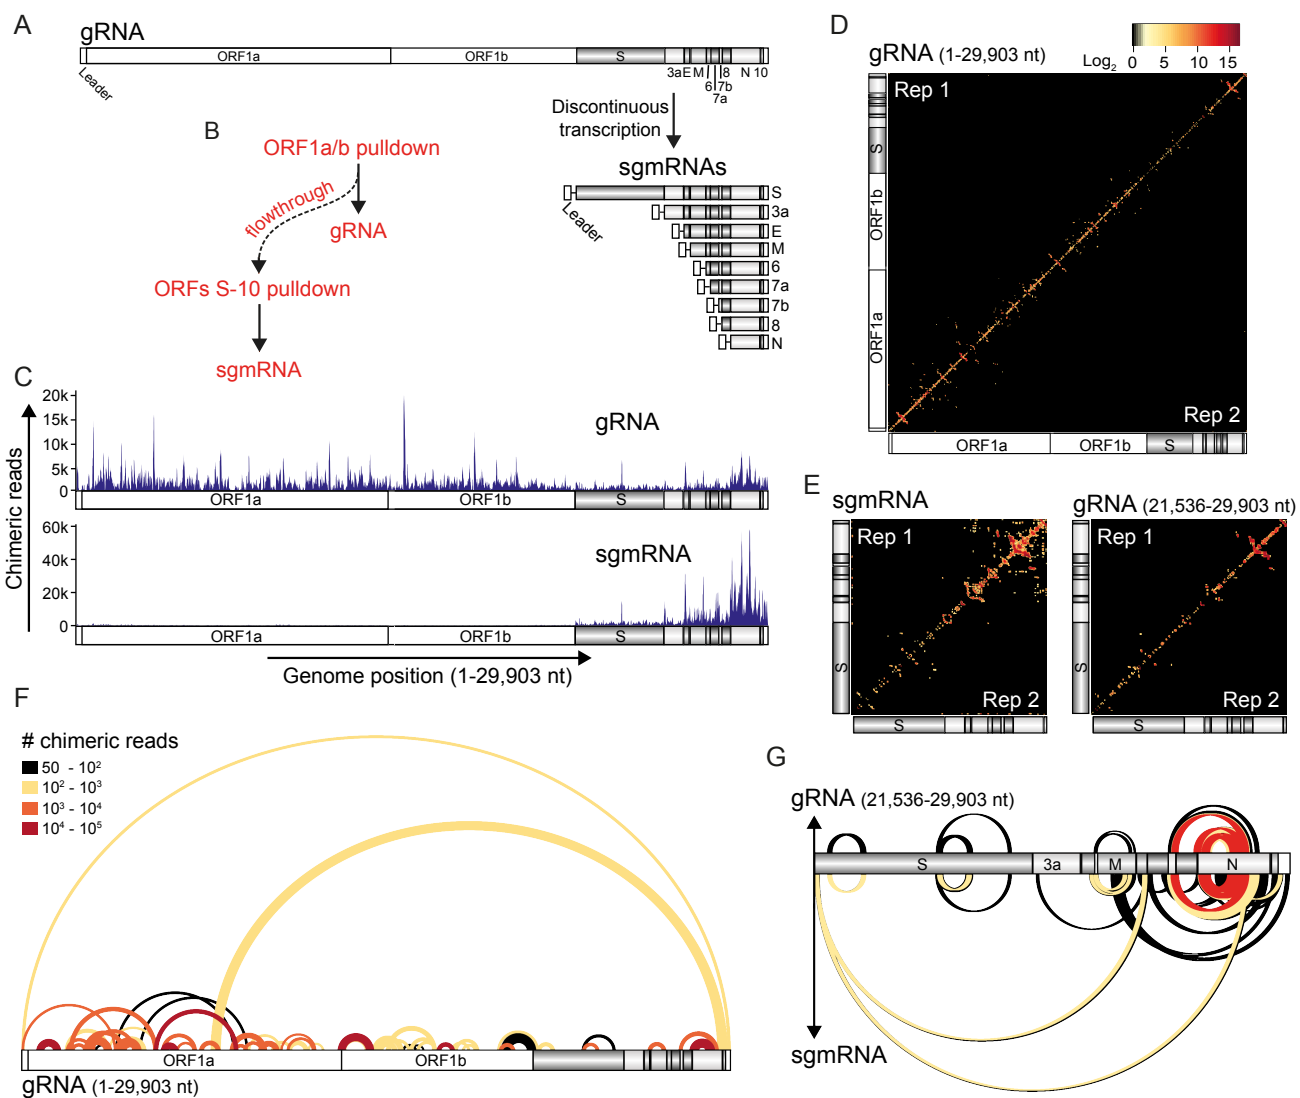 A
gRNA
ORF1a
ORF1b
S
Leader
3a E M 8 N 10
6 7b
7a
Discontinuous
transcription
sgmRNAs
S
3a
E
M
6
7a
7b
8
N
Leader
B
ORF1a/b pulldown
flowthrough
gRNA
ORFs S-10 pulldown
sgmRNA
C
Chimeric reads
20k
15k
10k
5k
0
gRNA
ORF1a
ORF1b
S
60k
40k
20k
0
sgmRNA
ORF1a
ORF1b
S
Genome position (1-29,903 nt)
D
gRNA (1-29,903 nt)
Log2
0 5 10 15
Rep 1
Rep 2
S
ORF1b
ORF1a
ORF1a
ORF1b
S
E
sgmRNA
Rep 1
Rep 2
S
S
gRNA (21,536-29,903 nt)
Rep 1
Rep 2
S
S
F
# chimeric reads
50 - 10²
10² - 10³
10³ - 10⁴
10⁴ - 10⁵
ORF1a
ORF1b
gRNA (1-29,903 nt)
G
gRNA (21,536-29,903 nt)
S
3a
M
N
sgmRNA